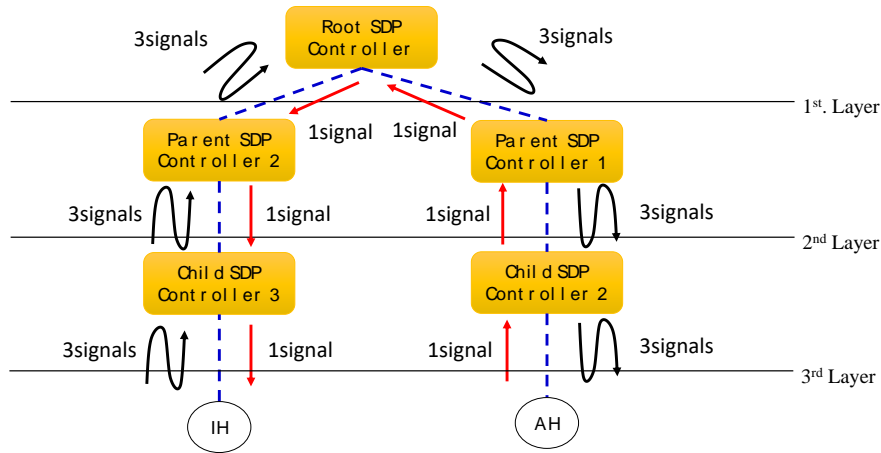 Root SDP
Controller
3signals
3signals
1st. Layer
1signal
1signal
Parent SDP
Controller 2
Parent SDP
Controller 1
3signals
1signal
1signal
3signals
2nd Layer
Child SDP
Controller 3
Child SDP
Controller 2
3signals
1signal
1signal
3signals
3rd Layer
IH
AH